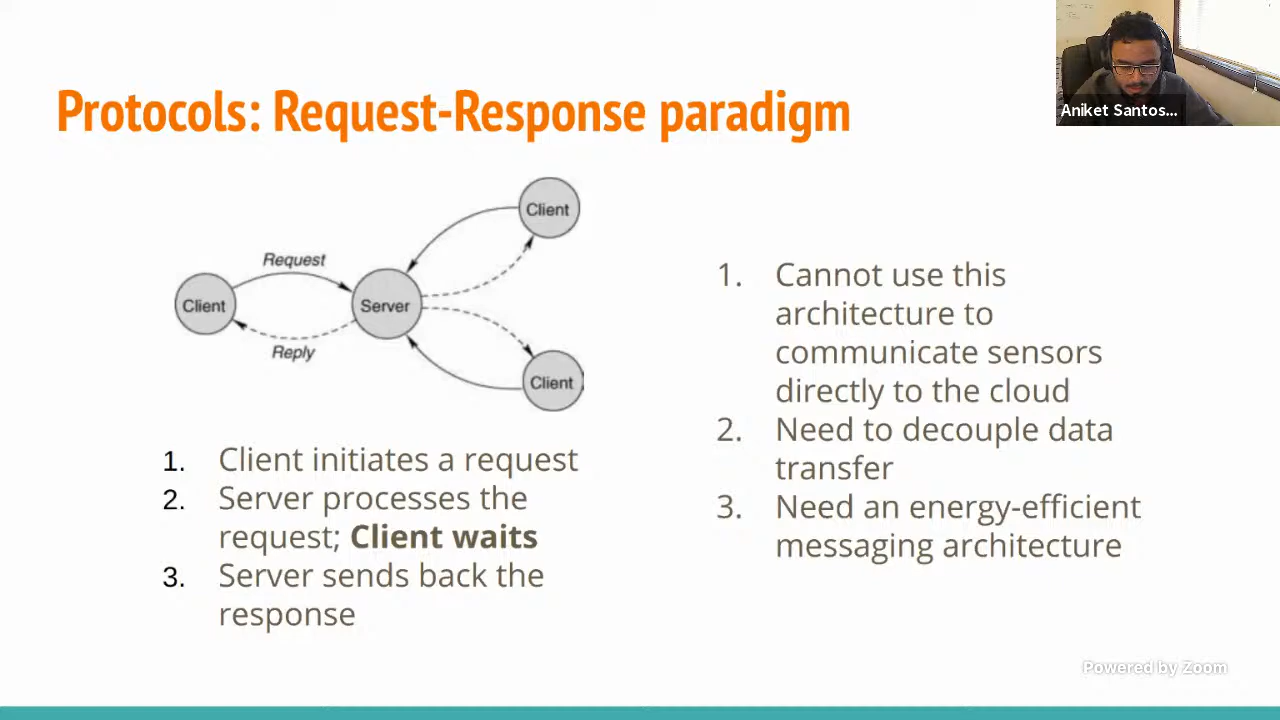 Protocols: Request-Response paradigm
Aniket Santos...
Client
Request
Client
Server
Reply
Client
1. Client initiates a request
2. Server processes the
request; Client waits
3. Server sends back the
response
1. Cannot use this
architecture to
communicate sensors
directly to the cloud
2. Need to decouple data
transfer
3. Need an energy-efficient
messaging architecture
Powered by Zoom